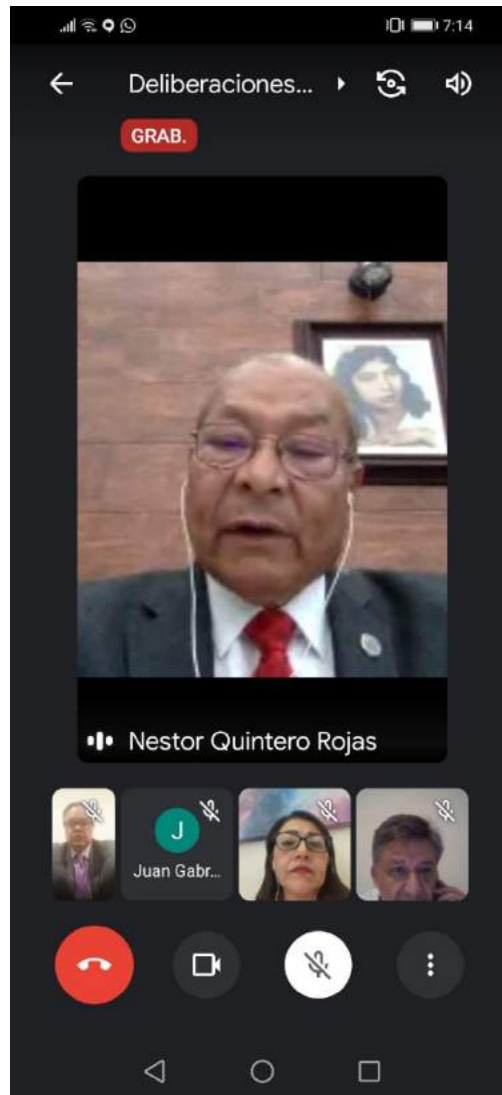 7:14
Deliberaciones...
GRAB.
Nestor Quintero Rojas
J
Juan Gabr...